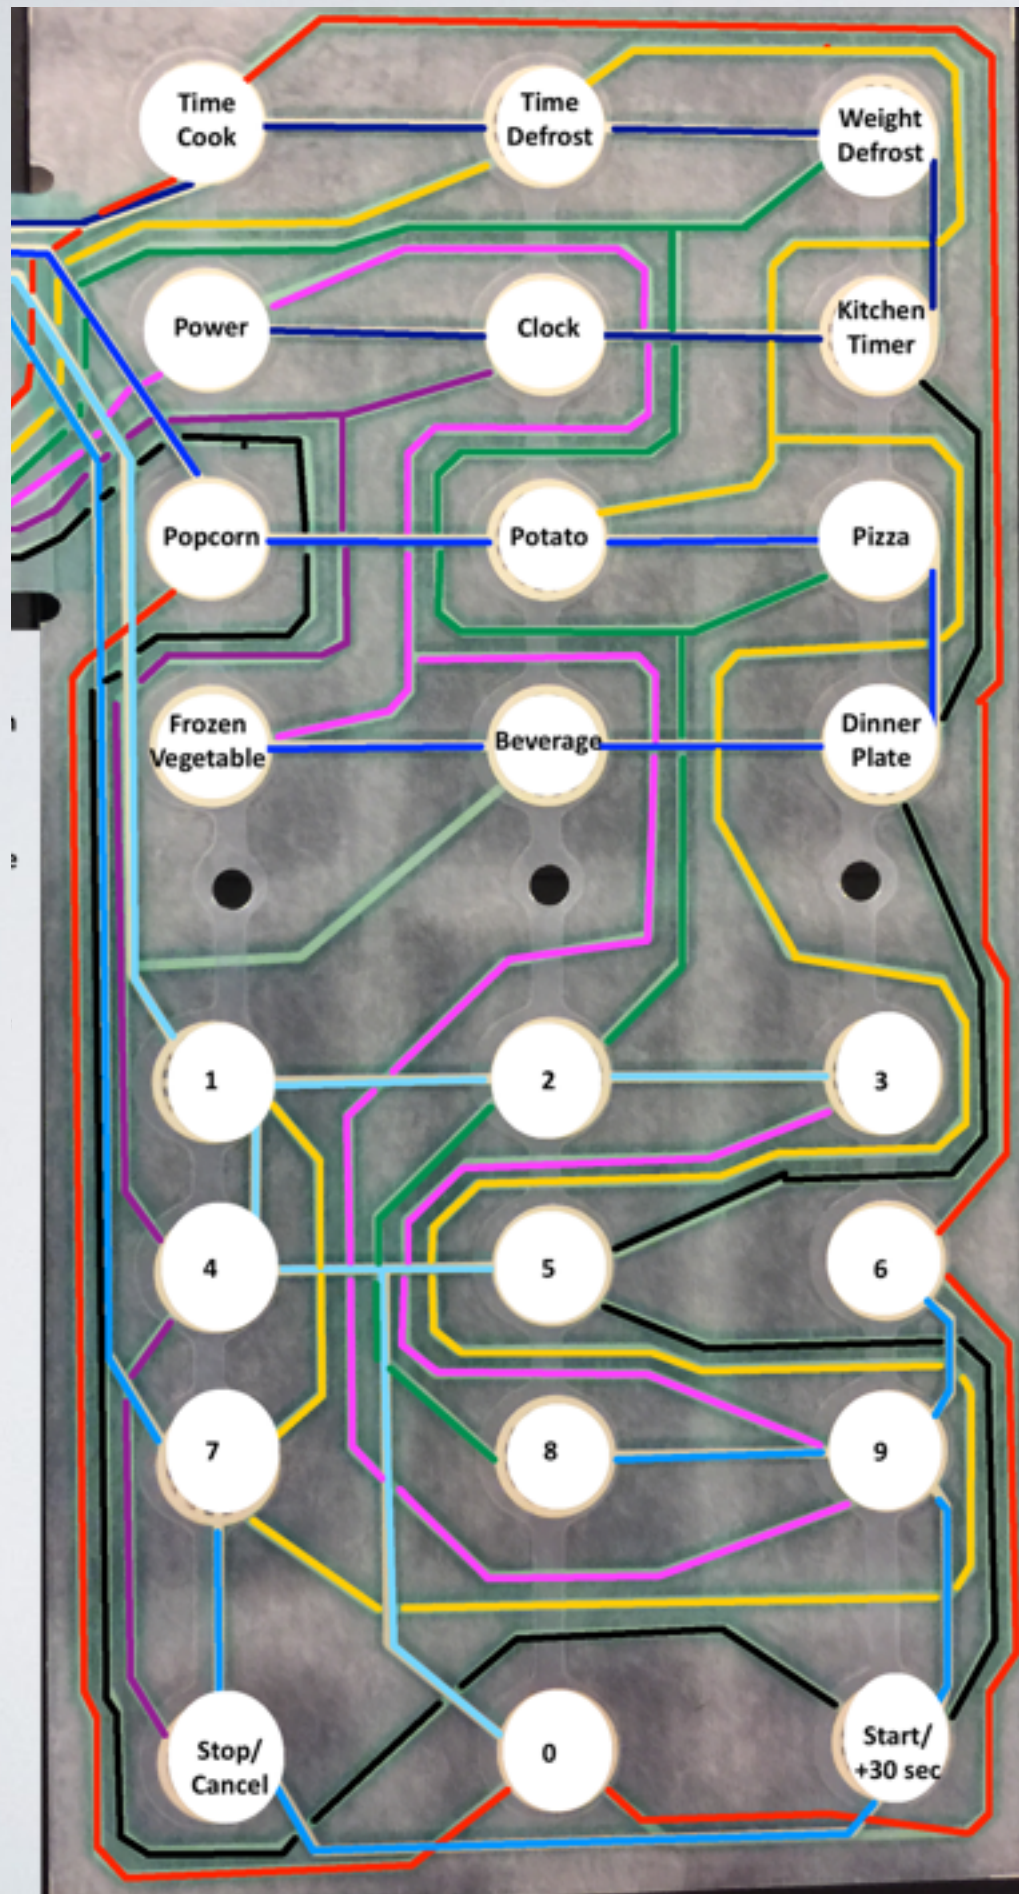 Time
Cook
Time
Defrost
Weight
Defrost
Power
Clock
Kitchen
Timer
Popcorn
Potato
Pizza
Frozen
Vegetable
Beverage
Dinner
Plate
1
2
3
4
5
6
7
8
9
Stop/
Cancel
0
Start/
+30 sec